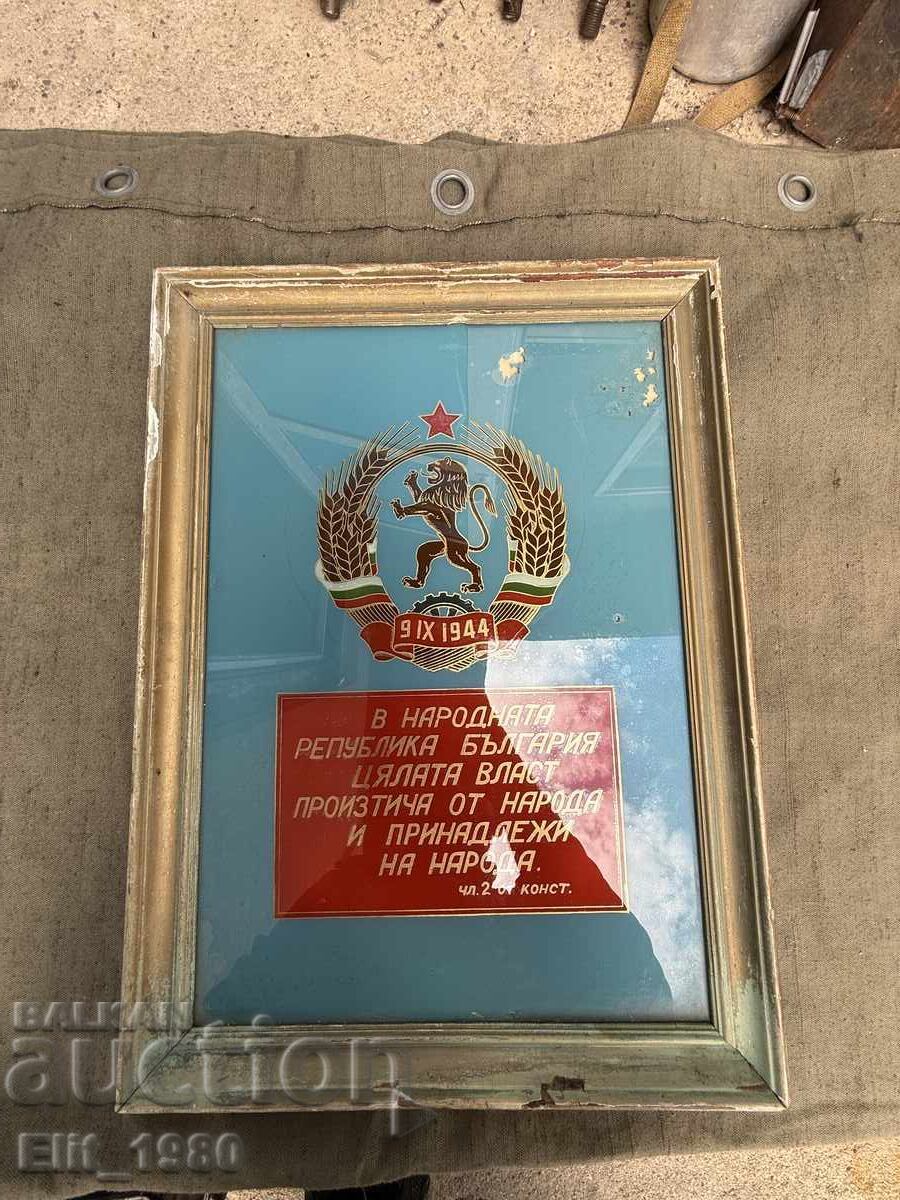 9 IX 1944
В НАРОДНАТА
РЕПУБЛИКА БЪЛГАРИЯ
ЦЯЛАТА ВЛАСТ
ПРОИЗТИЧА ОТ НАРОДА
И ПРИНАДЛЕЖИ
НА НАРОДА.
чл. 2 от конст.
BALKAN
auction
Elit_1980